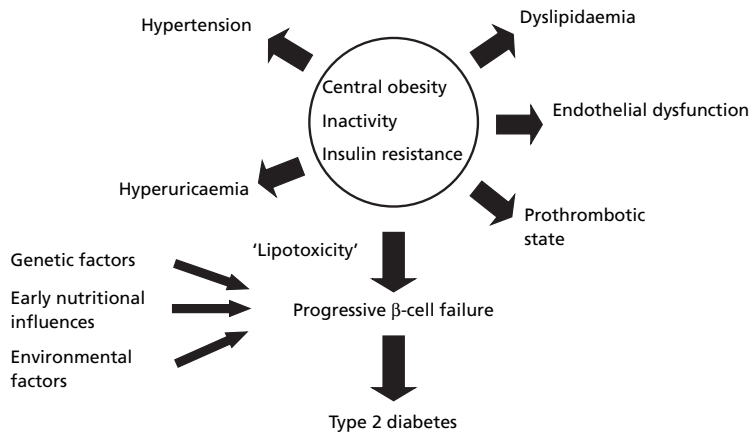 Hypertension
Dyslipidaemia
Central obesity
Inactivity
Insulin resistance
Endothelial dysfunction
Hyperuricaemia
Prothrombotic
state
'Lipotoxicity'
Genetic factors
Early nutritional
influences
Environmental
factors
Progressive β-cell failure
Type 2 diabetes